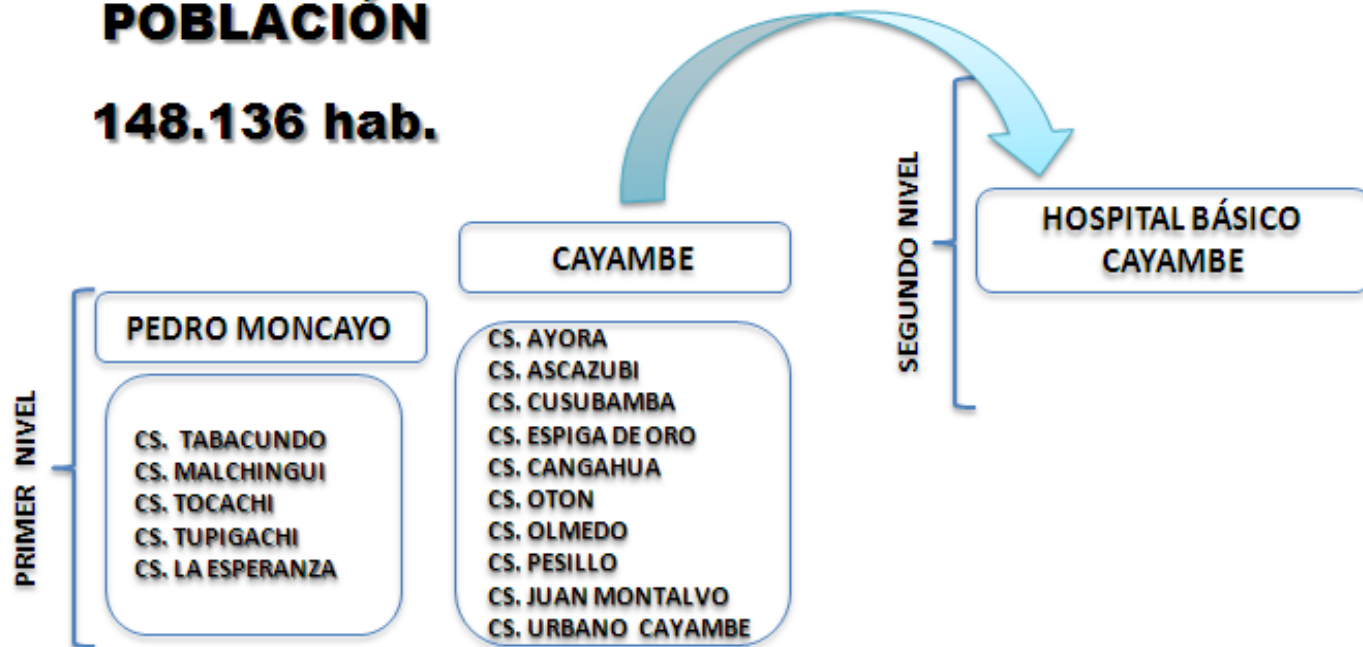 POBLACIÓN
148.136 hab.
PRIMER NIVEL
PEDRO MONCAYO
CS. TABACUNDO
CS. MALCHINGUI
CS. TOCACHI
CS. TUPIGACHI
CS. LA ESPERANZA
CAYAMBE
CS. AYORA
CS. ASCAZUBI
CS. CUSUBAMBA
CS. ESPIGA DE ORO
CS. CANGAHUA
CS. OTON
CS. OLMEDO
CS. PESILLO
CS. JUAN MONTALVO
CS. URBANO CAYAMBE
SEGUNDO NIVEL
HOSPITAL BÁSICO
CAYAMBE